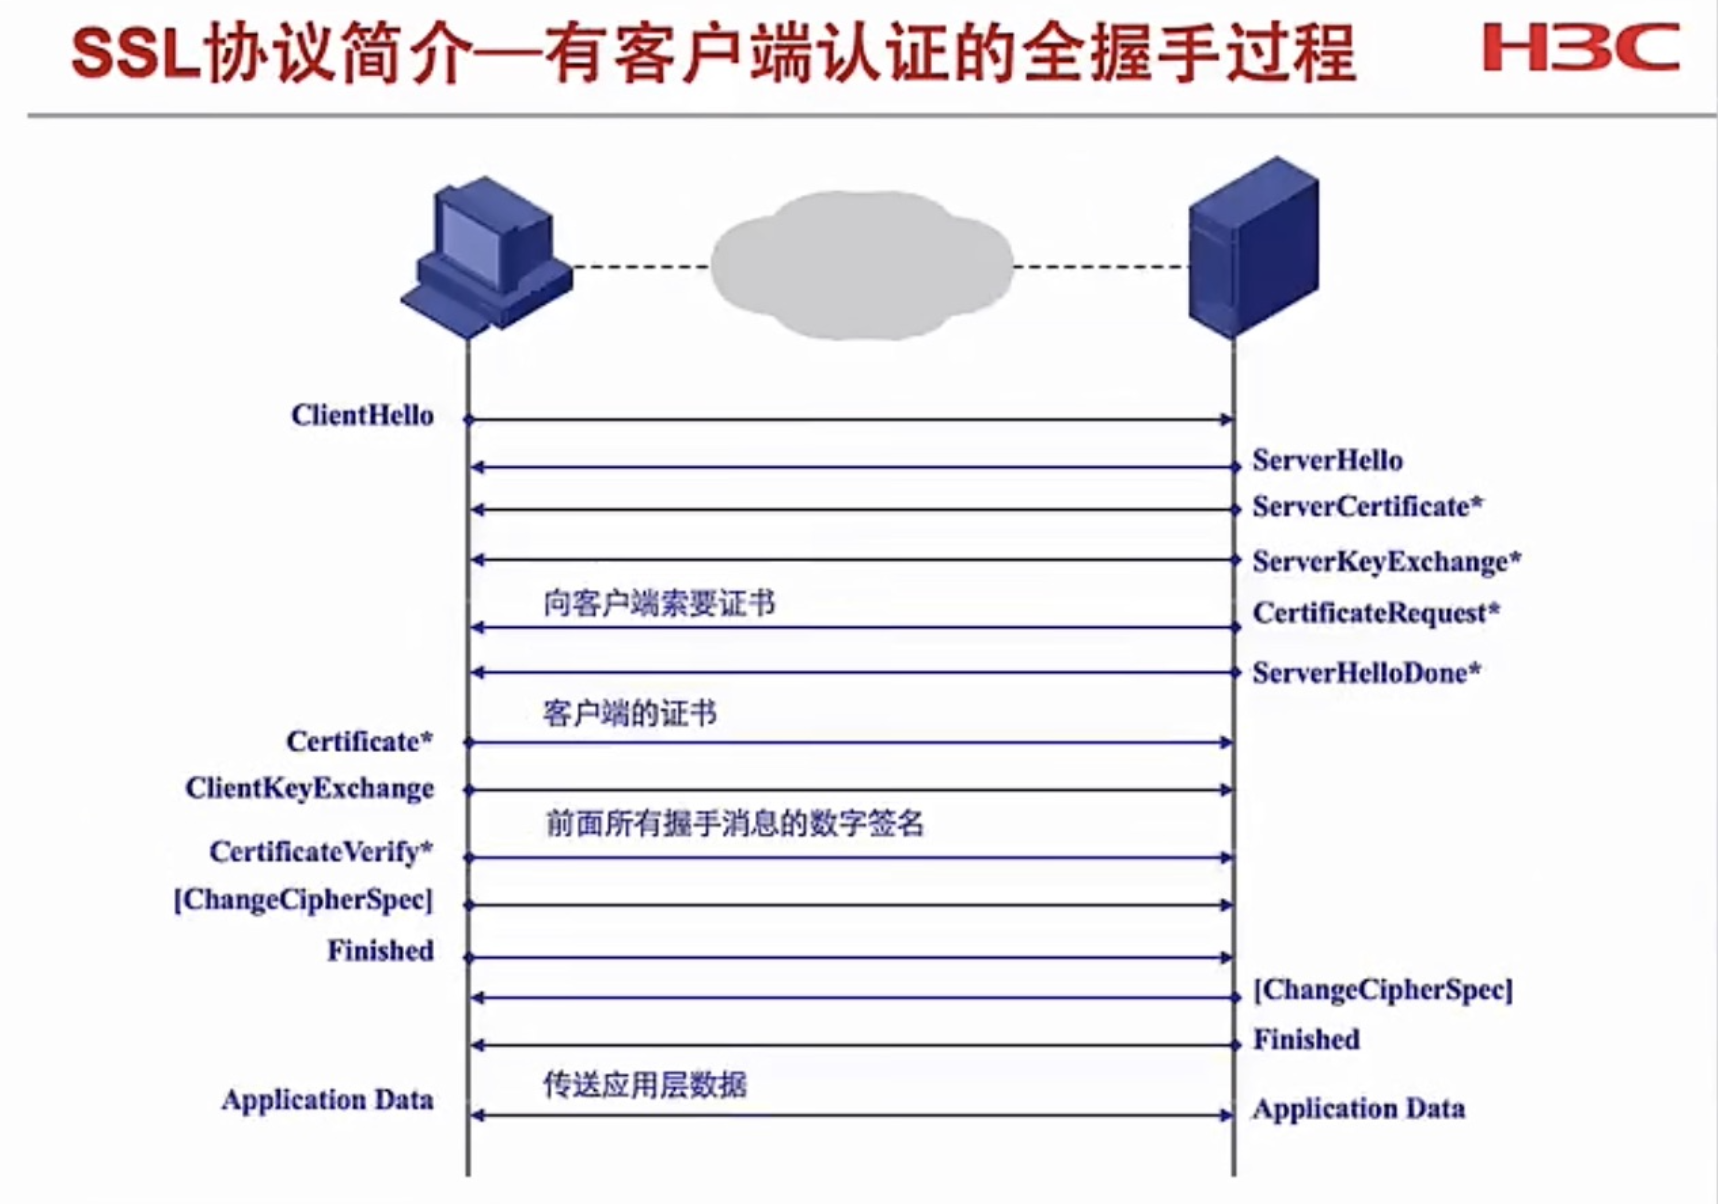 SSL协议简介—有客户端认证的全握手过程
H3C
ClientHello
ServerHello
ServerCertificate*
ServerKeyExchange*
向客户端索要证书
CertificateRequest*
ServerHelloDone*
客户端的证书
Certificate*
ClientKeyExchange
前面所有握手消息的数字签名
CertificateVerify*
[ChangeCipherSpec]
Finished
[ChangeCipherSpec]
Finished
传送应用层数据
Application Data
Application Data